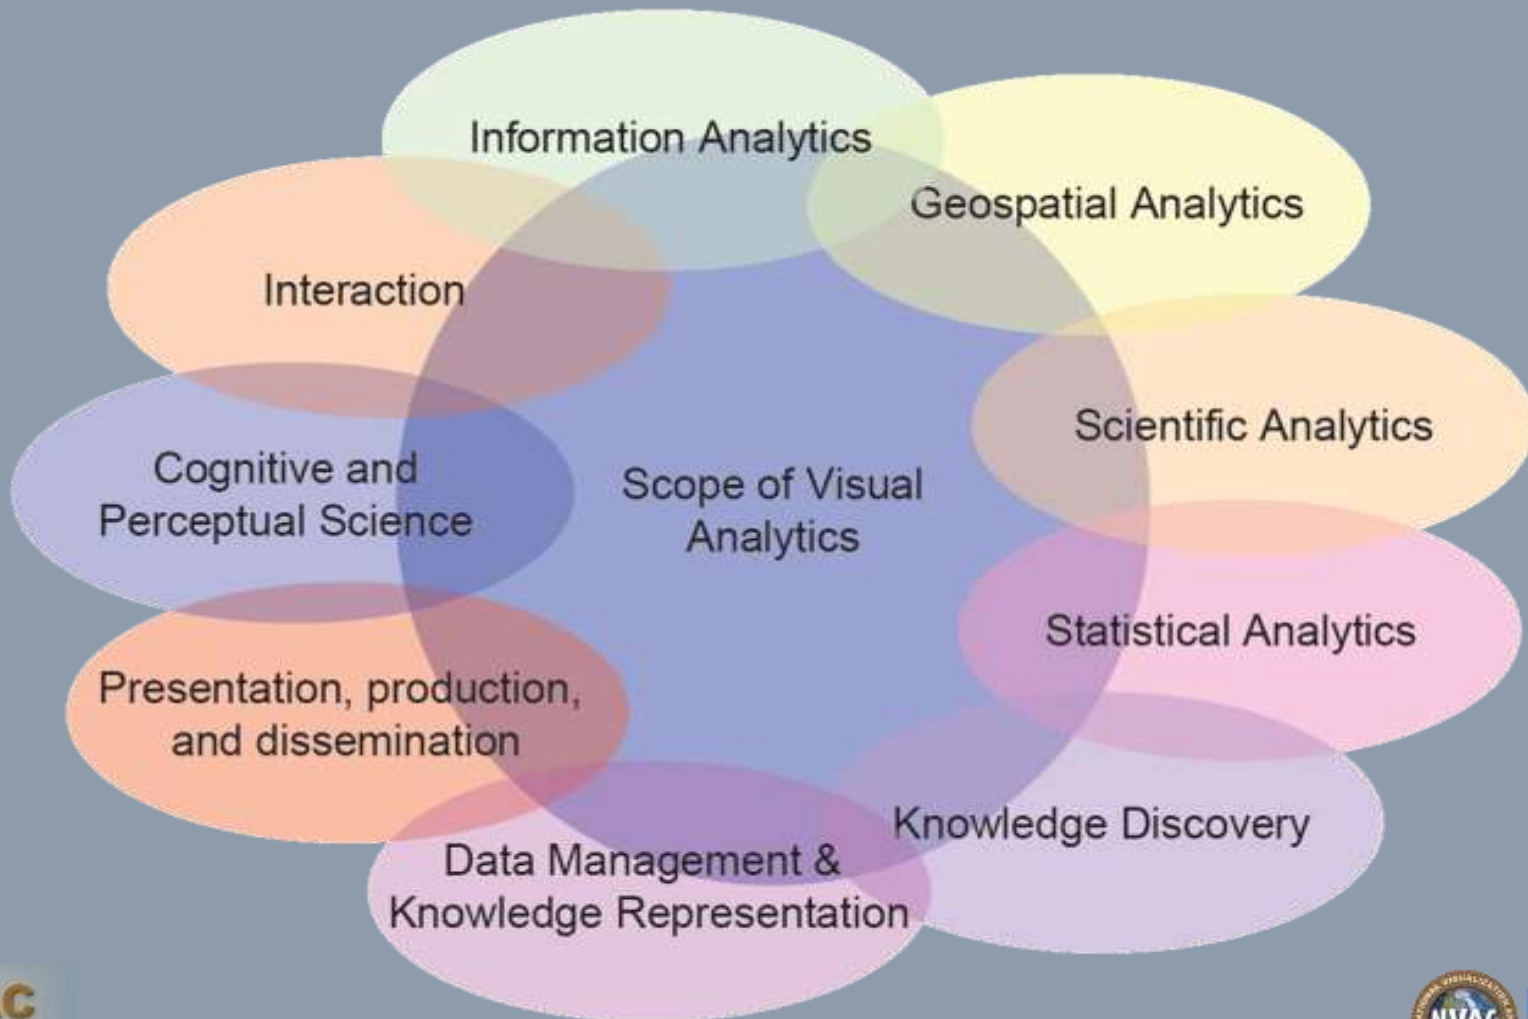 Information Analytics
Geospatial Analytics
Interaction
Scientific Analytics
Cognitive and
Perceptual Science
Scope of Visual
Analytics
Statistical Analytics
Presentation, production,
and dissemination
Knowledge Discovery
Data Management &
Knowledge Representation
C